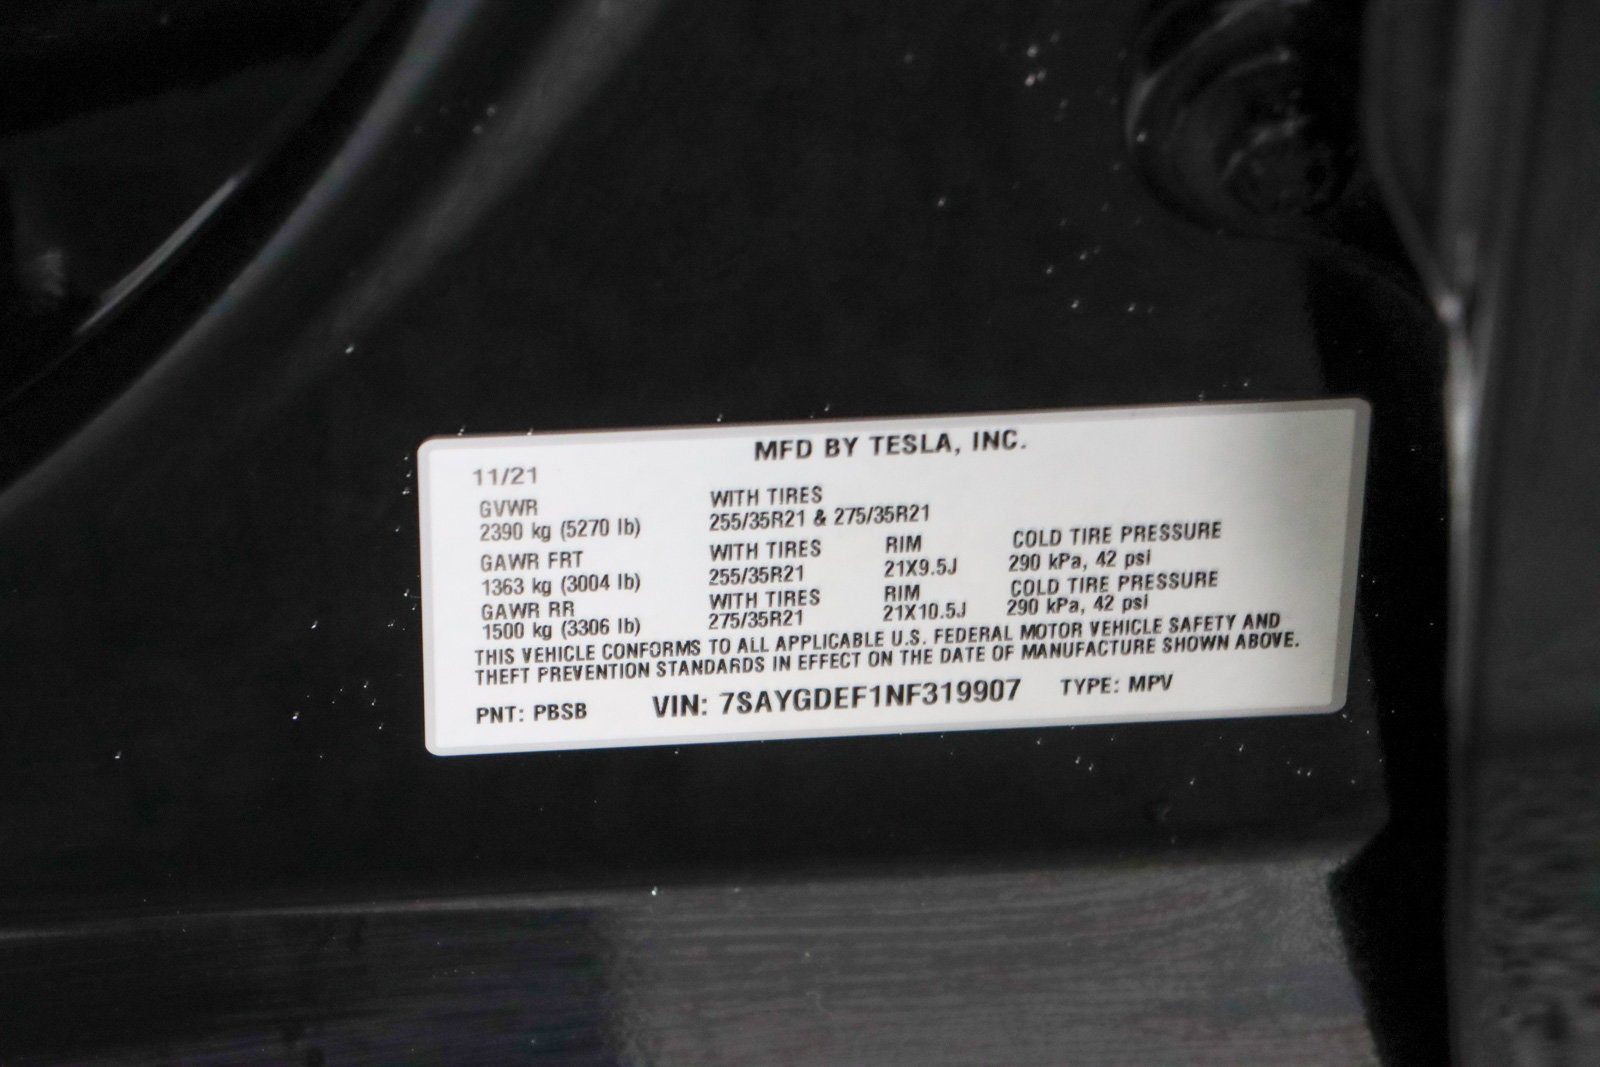 MFD BY TESLA, INC.
11/21
GVWR WITH TIRES
2390 kg (5270 lb) 255/35R21 & 275/35R21
GAWR FRT WITH TIRES RIM COLD TIRE PRESSURE
1363 kg (3004 lb) 255/35R21 21X9.5J 290 kPa, 42 psi
GAWR RR WITH TIRES RIM COLD TIRE PRESSURE
1500 kg (3306 lb) 275/35R21 21X10.5J 290 kPa, 42 psi
THIS VEHICLE CONFORMS TO ALL APPLICABLE U.S. FEDERAL MOTOR VEHICLE SAFETY AND
THEFT PREVENTION STANDARDS IN EFFECT ON THE DATE OF MANUFACTURE SHOWN ABOVE.
PNT: PBSB VIN: 7SAYGDEF1NF319907 TYPE: MPV